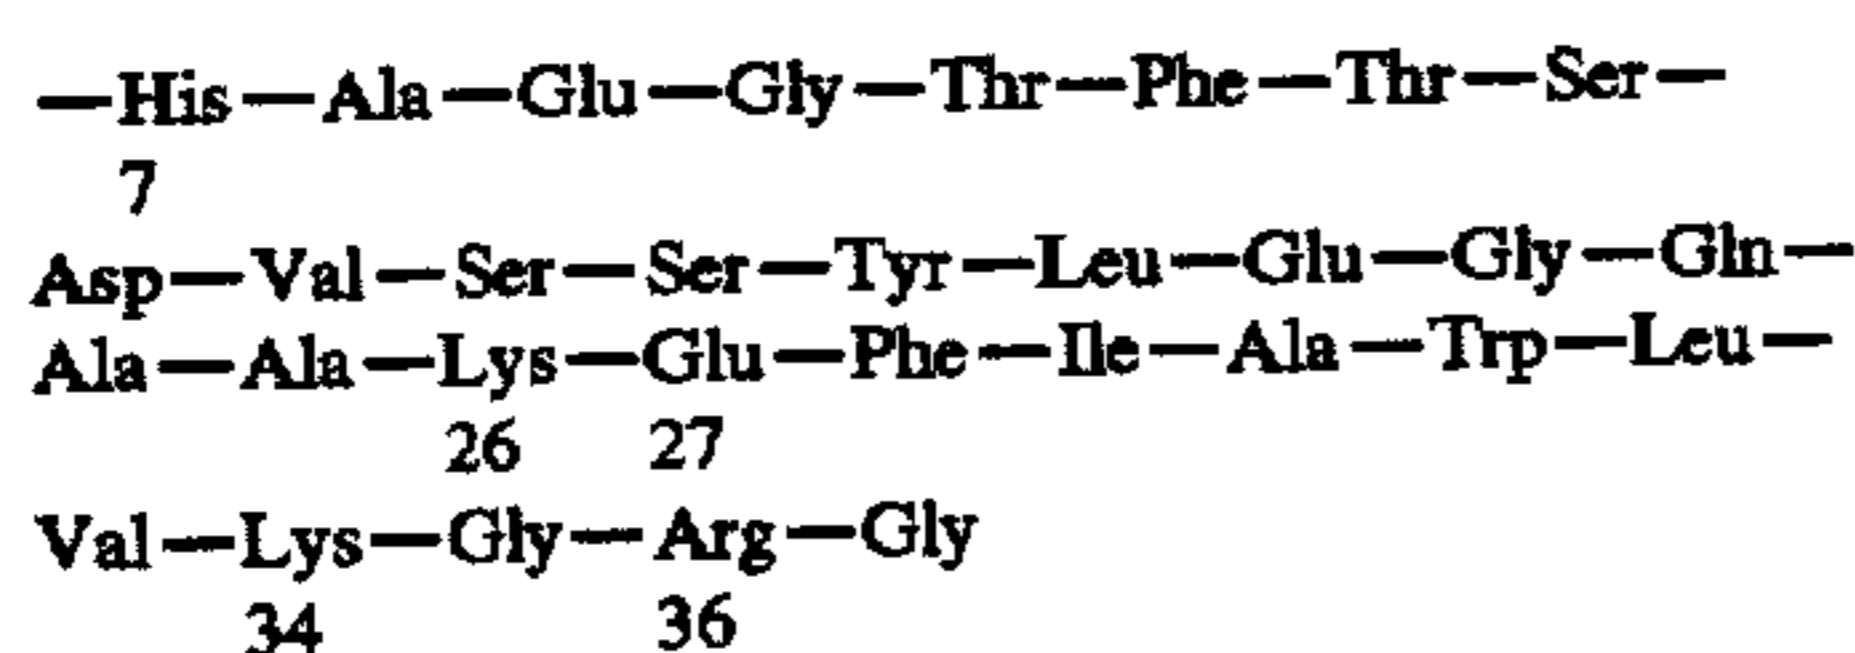 —His—Ala—Glu—Gly—Thr—Phe—Thr—Ser—
7
Asp—Val—Ser—Ser—Tyr—Leu—Glu—Gly—Gln—
Ala—Ala—Lys—Glu—Phe—Ile—Ala—Trp—Leu—
26 27
Val—Lys—Gly—Arg—Gly
34 36